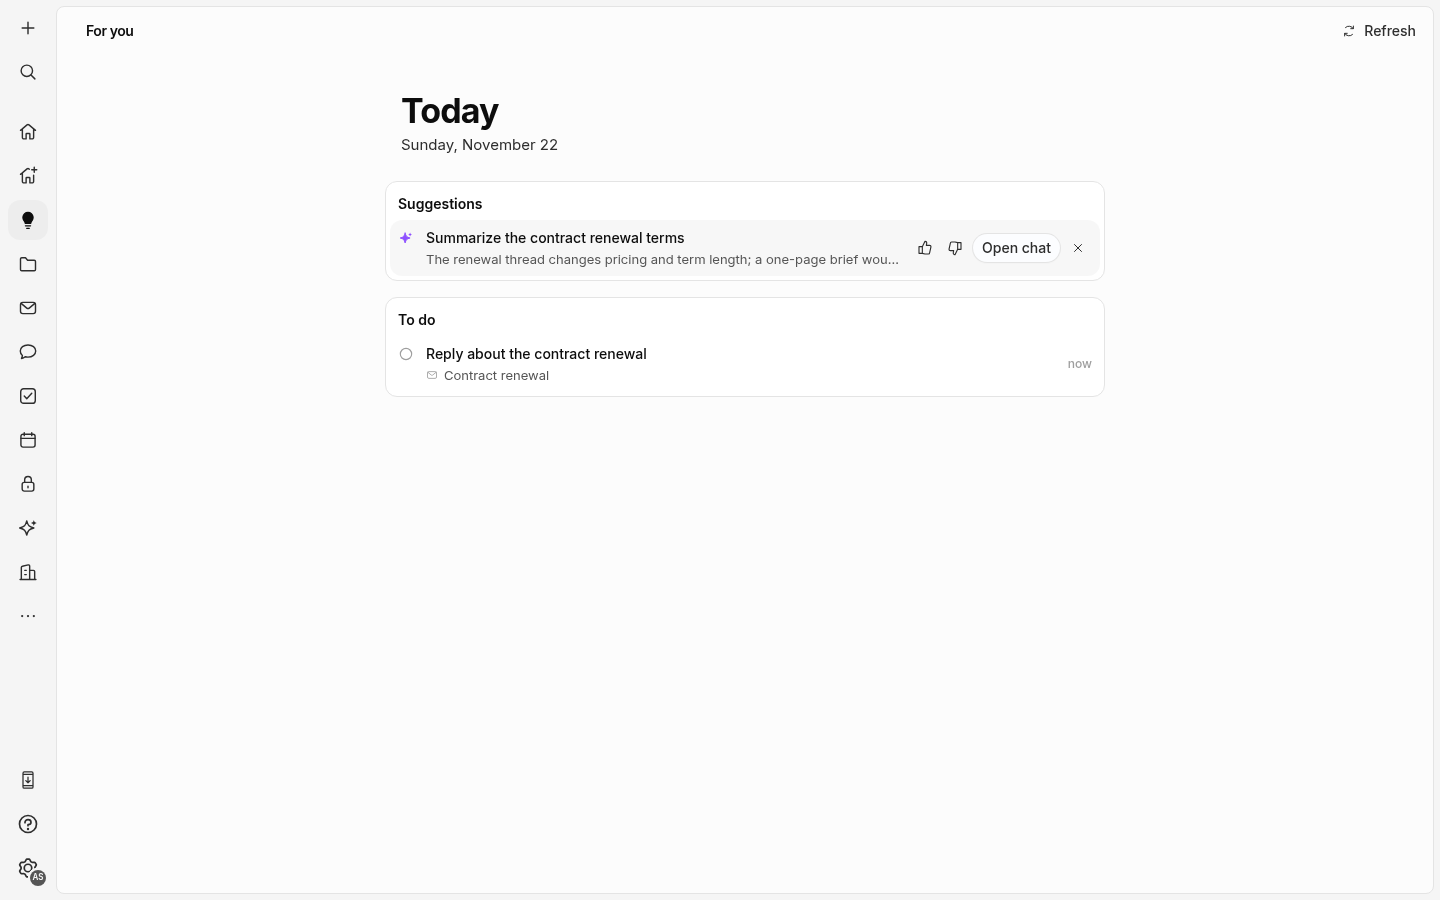 For you
Refresh
Today
Sunday, November 22
Suggestions
Summarize the contract renewal terms
The renewal thread changes pricing and term length; a one-page brief wou...
Open chat
To do
Reply about the contract renewal
Contract renewal
now
AS